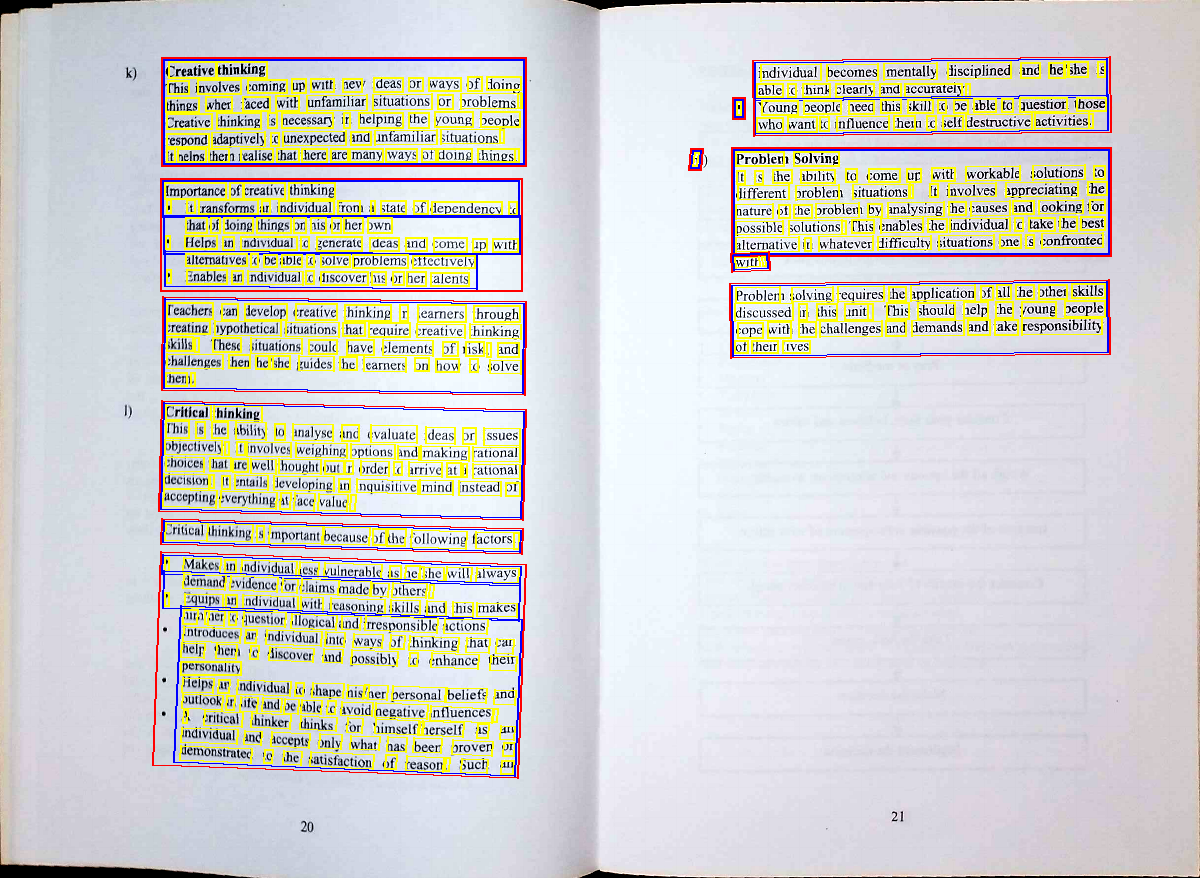 k) Creative thinking
This involves coming up with new ideas or ways of doing
things when faced with unfamiliar situations or problems
Creative thinking is necessary in helping the young people
respond adaptively to unexpected and unfamiliar situations
It helps them realise that there are many ways of doing things.
Importance of creative thinking
• It transforms an individual from a state of dependency to
that of doing things on his or her own
• Helps an individual to generate ideas and come up with
alternatives to be able to solve problems effectively
• Enables an individual to discover his or her talents
Teachers can develop creative thinking in learners through
creating hypothetical situations that require creative thinking
skills These situations could have elements of risk, and
challenges then he/she guides the learners on how to solve
them.
l) Critical thinking
This is the ability to analyse and evaluate ideas or issues
objectively It involves weighing options and making rational
choices that are well thought out in order to arrive at a rational
decision. It entails developing an inquisitive mind instead of
accepting everything at face value
Critical thinking is important because of the following factors
• Makes an individual less vulnerable as he/she will always
demand evidence for claims made by others
• Equips an individual with reasoning skills and this makes
him/her to question illogical and irresponsible actions
• Introduces an individual into ways of thinking that can
help them to discover and possibly to enhance their
personality
• Helps an individual to shape his/her personal beliefs and
outlook in life and be able to avoid negative influences
• A critical thinker thinks for himself/herself as an
individual and accepts only what has been proven or
demonstrated to the satisfaction of reason. Such an
20
individual becomes mentally disciplined and he/she is
able to think clearly and accurately
• Young people need this skill to be able to question those
who want to influence them to self destructive activities.
Problem Solving
It is the ability to come up with workable solutions to
different problem situations It involves appreciating the
nature of the problem by analysing the causes and looking for
possible solutions This enables the individual to take the best
alternative in whatever difficulty situations one is confronted
with
Problem solving requires the application of all the other skills
discussed in this unit This should help the young people
cope with the challenges and demands and take responsibility
of their lives
21